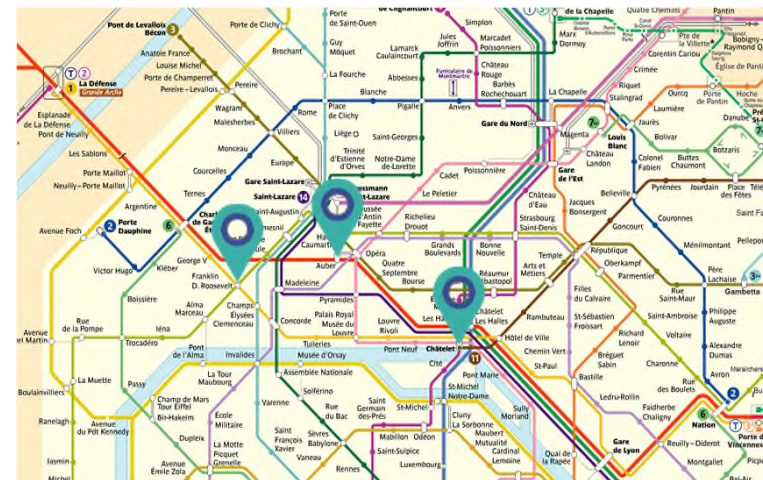 Pont de Levallois
Bécon
3
Anatole France
Louise Michel
Porte de Champerret
Pereire – Levallois
Pereire
Wagram
Malesherbes
Porte de Clichy
Brochant
Porte
de Saint-Ouen
Guy
Môquet
La Fourche
Place
de Clichy
Rome
Villiers
Monceau
Courcelles
Ternes
Europe
Liège
Gare Saint-Lazare
Saint-Lazare
14
Saint-Augustin
Trinité
d'Estienne
d'Orves
Notre-Dame-
de-Lorette
Saint-Georges
Blanche
Pigalle
Anvers
Abbesses
Lamarck
Caulaincourt
Jules
Joffrin
Simplon
Marcadet
Poissonniers
Château
Rouge
Barbès
Rochechouart
Funiculaire de
Montmartre
Marx
Dormoy
de la Chapelle
La Chapelle
Gare du Nord
Magenta
Gare
de l'Est
Château
Landon
Louis
Blanc
Stalingrad
Riquet
Crimée
Corentin Cariou
Porte
de la Villette
Quatre Chemins
Pantin
Bobigny –
Église de Pantin
Hoche
Porte
de Pantin
Ourcq
Laumière
Jaurès
Bolivar
Buttes
Chaumont
Botzaris
Danube
Place
des Fêtes
Jourdain
Pyrénées
Belleville
Colonel
Fabien
Couronnes
Ménilmontant
Père
Lachaise
Gambetta
Philippe
Auguste
Alexandre
Dumas
Avron
2
Nation
6
T
2
La Défense
1
Grande Arche
Esplanade
de La Défense
Pont de Neuilly
Les Sablons
Porte Maillot
Neuilly – Porte Maillot
Argentine
Avenue Foch
2
Porte
Dauphine
6
Victor Hugo
Kléber
Boissière
George V
Franklin
D. Roosevelt
Alma
Marceau
Iéna
Trocadéro
Rue
de la Pompe
La Muette
Boulainvilliers
Ranelagh
Jasmin
Passy
Champ de Mars
Tour Eiffel
Bir-Hakeim
Avenue
du Pdt Kennedy
Dupleix
La Motte
Picquet
Grenelle
Avenue
Émile Zola
École
Militaire
La Tour
Maubourg
Pont
de l'Alma
Invalides
Champs
Élysées
Clemenceau
Concorde
Madeleine
Auber
Opéra
Quatre
Septembre
Bourse
Pyramides
Palais Royal
Musée du
Louvre
Tuileries
Musée d'Orsay
Assemblée Nationale
Solférino
Varenne
Saint
François
Xavier
Rue
du Bac
Sèvres
Babylone
Vaneau
Rennes
Saint
Germain
des-Prés
Mabillon
Saint-Sulpice
Odéon
St-Michel
Luxembourg
Cluny
La Sorbonne
Maubert
Mutualité
Cardinal
Lemoine
St-Michel
Notre-Dame
Cité
Pont Neuf
Louvre
Rivoli
Châtelet
11
Châtelet
Les Halles
Hôtel de Ville
Rambuteau
Arts et
Métiers
Temple
République
Réaumur
Strasbourg
Saint-Denis
Bonne
Nouvelle
Grands
Boulevards
Richelieu
Drouot
Le Peletier
Cadet
Poissonnière
Château
d'Eau
Jacques
Bonsergent
Oberkampf
Parmentier
Rue
Saint-Maur
Saint-Ambroise
Voltaire
Charonne
Rue
des Boulets
Filles
du Calvaire
St-Sébastien
Froissart
Richard
Lenoir
Bréguet
Sabin
Chemin Vert
St-Paul
Bastille
Ledru-Rollin
Faidherbe
Chaligny
Reuilly – Diderot
Montgallet
Picpus
Gare
de Lyon
Quai de
la Rapée
Sully
Morland
Pont Marie
Porte de
Vincennes